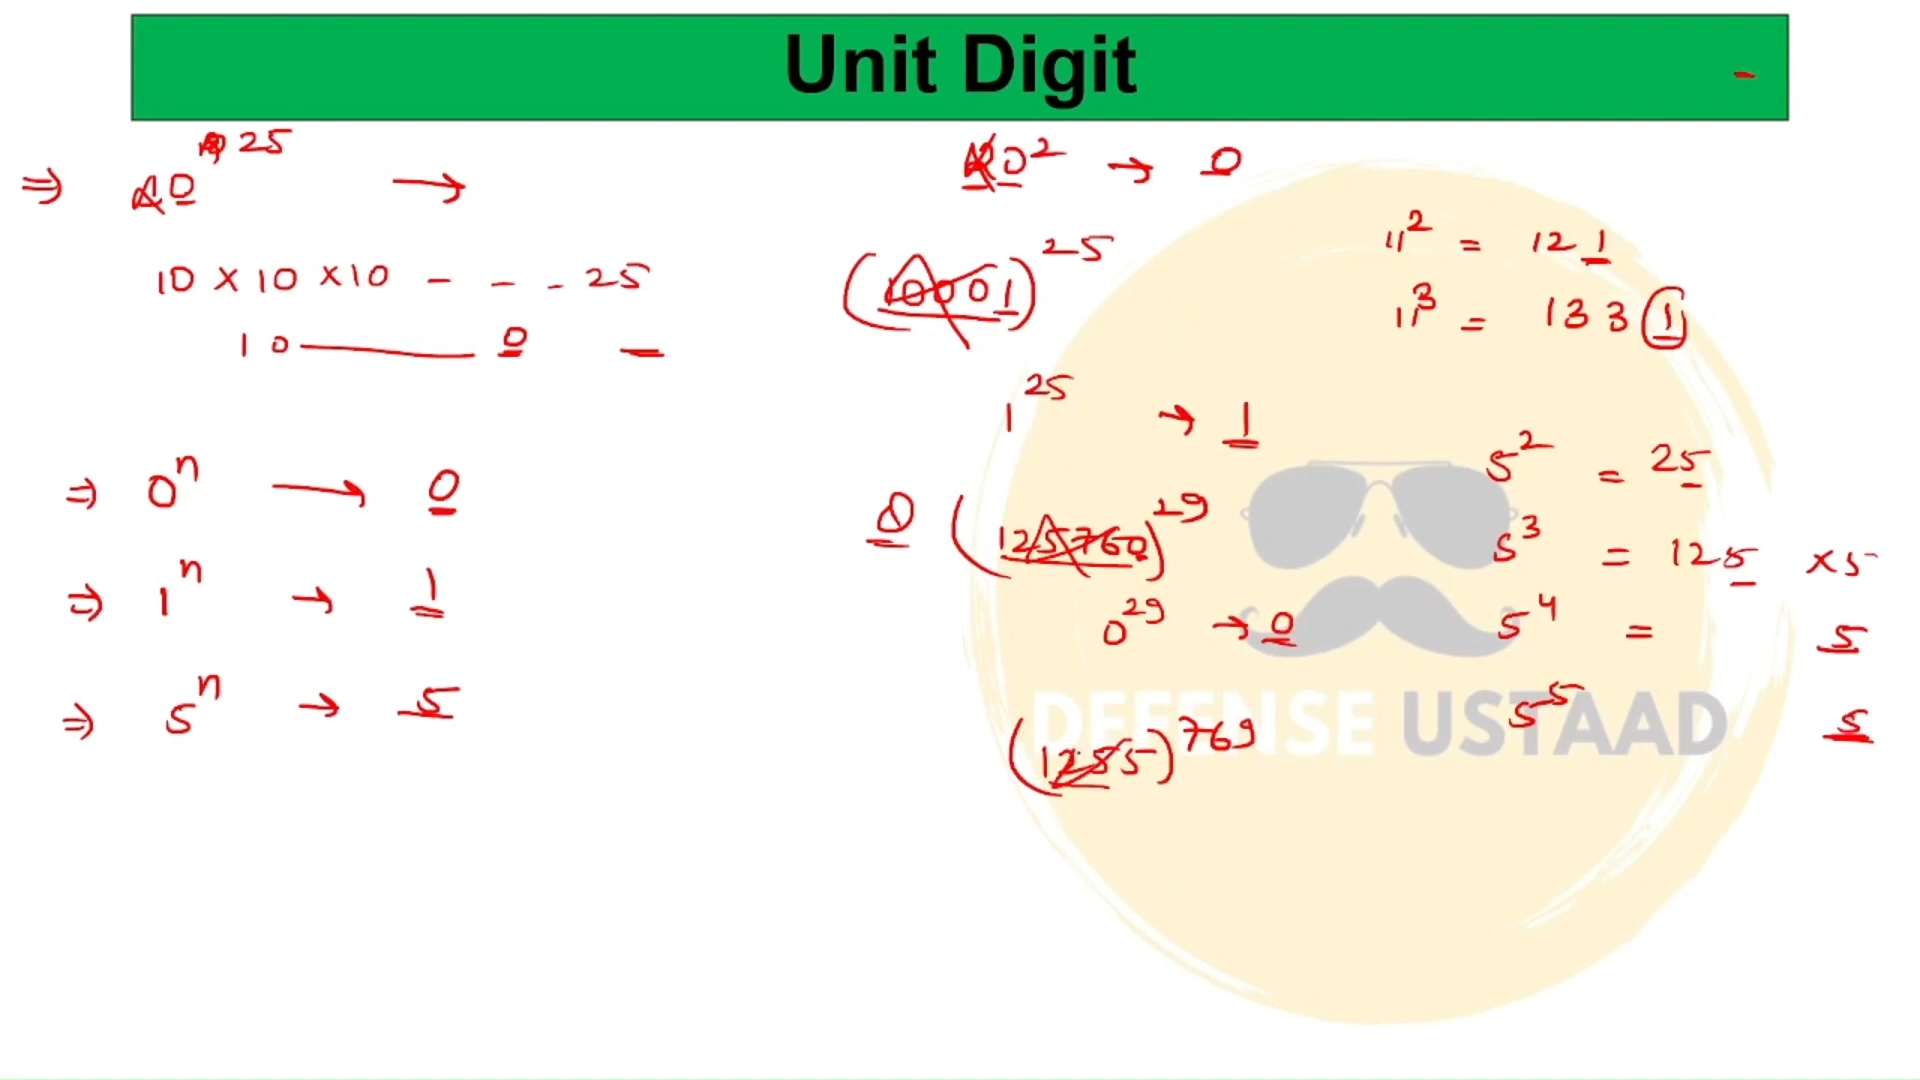 Unit Digit
⇒ 10^25 →
10 × 10 × 10 - - - 25
10 ——— 0
⇒ 0^n → 0
⇒ 1^n → 1
⇒ 5^n → 5
0^2 → 0
(10001)^25
1^25 → 1
Q (125760)^29
0^29 → 0
(1255)^769
11^2 = 121
11^3 = 1331
5^2 = 25
5^3 = 125 × 5
5^4 = 5
5^5 5
DEFENSE USTAAD